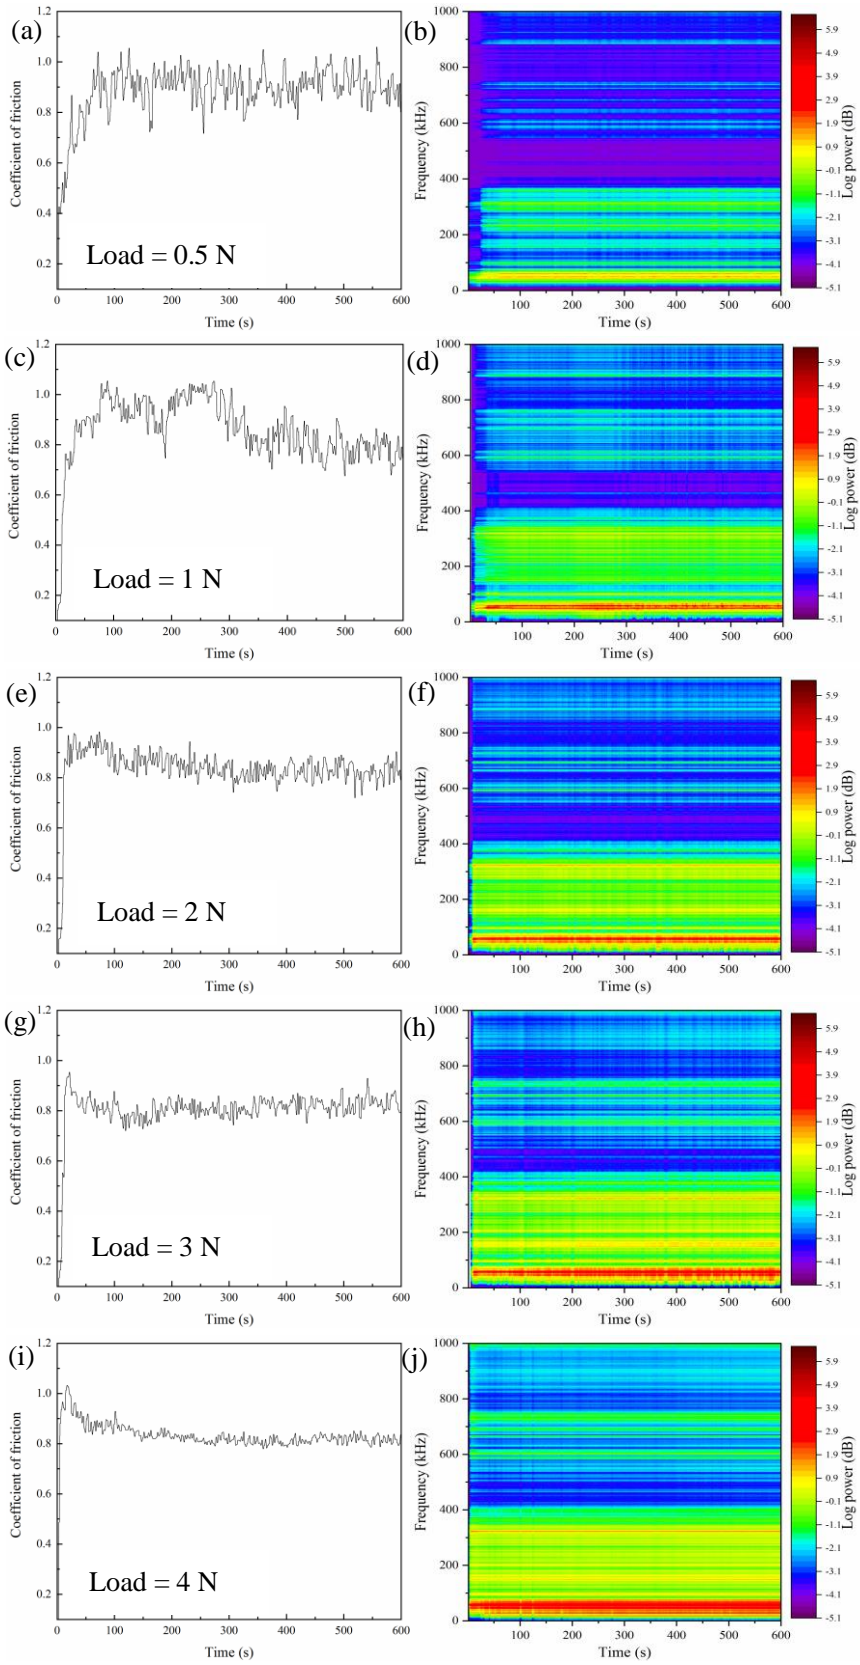 (a)
Coefficient of friction
1.2
1.0
0.8
0.6
0.4
0.2
Load = 0.5 N
0 100 200 300 400 500 600
Time (s)
(b)
Frequency (kHz)
1000
800
600
400
200
0
100 200 300 400 500 600
Time (s)
5.9
4.9
2.9
1.9
0.9
-0.1
-1.1
-2.1
-3.1
-4.1
-5.1
Log power (dB)
(c)
Coefficient of friction
1.2
1.0
0.8
0.6
0.4
0.2
Load = 1 N
0 100 200 300 400 500 600
Time (s)
(d)
Frequency (kHz)
1000
800
600
400
200
0
100 200 300 400 500 600
Time (s)
5.9
4.9
2.9
1.9
0.9
-0.1
-1.1
-2.1
-3.1
-4.1
-5.1
Log power (dB)
(e)
Coefficient of friction
1.2
1.0
0.8
0.6
0.4
0.2
Load = 2 N
0 100 200 300 400 500 600
Time (s)
(f)
Frequency (kHz)
1000
800
600
400
200
0
100 200 300 400 500 600
Time (s)
5.9
4.9
2.9
1.9
0.9
-0.1
-1.1
-2.1
-3.1
-4.1
-5.1
Log power (dB)
(g)
Coefficient of friction
1.2
1.0
0.8
0.6
0.4
0.2
Load = 3 N
0 100 200 300 400 500 600
Time (s)
(h)
Frequency (kHz)
1000
800
600
400
200
0
100 200 300 400 500 600
Time (s)
5.9
4.9
2.9
1.9
0.9
-0.1
-1.1
-2.1
-3.1
-4.1
-5.1
Log power (dB)
(i)
Coefficient of friction
1.2
1.0
0.8
0.6
0.4
0.2
Load = 4 N
0 100 200 300 400 500 600
Time (s)
(j)
Frequency (kHz)
1000
800
600
400
200
0
100 200 300 400 500 600
Time (s)
5.9
4.9
2.9
1.9
0.9
-0.1
-1.1
-2.1
-3.1
-4.1
-5.1
Log power (dB)